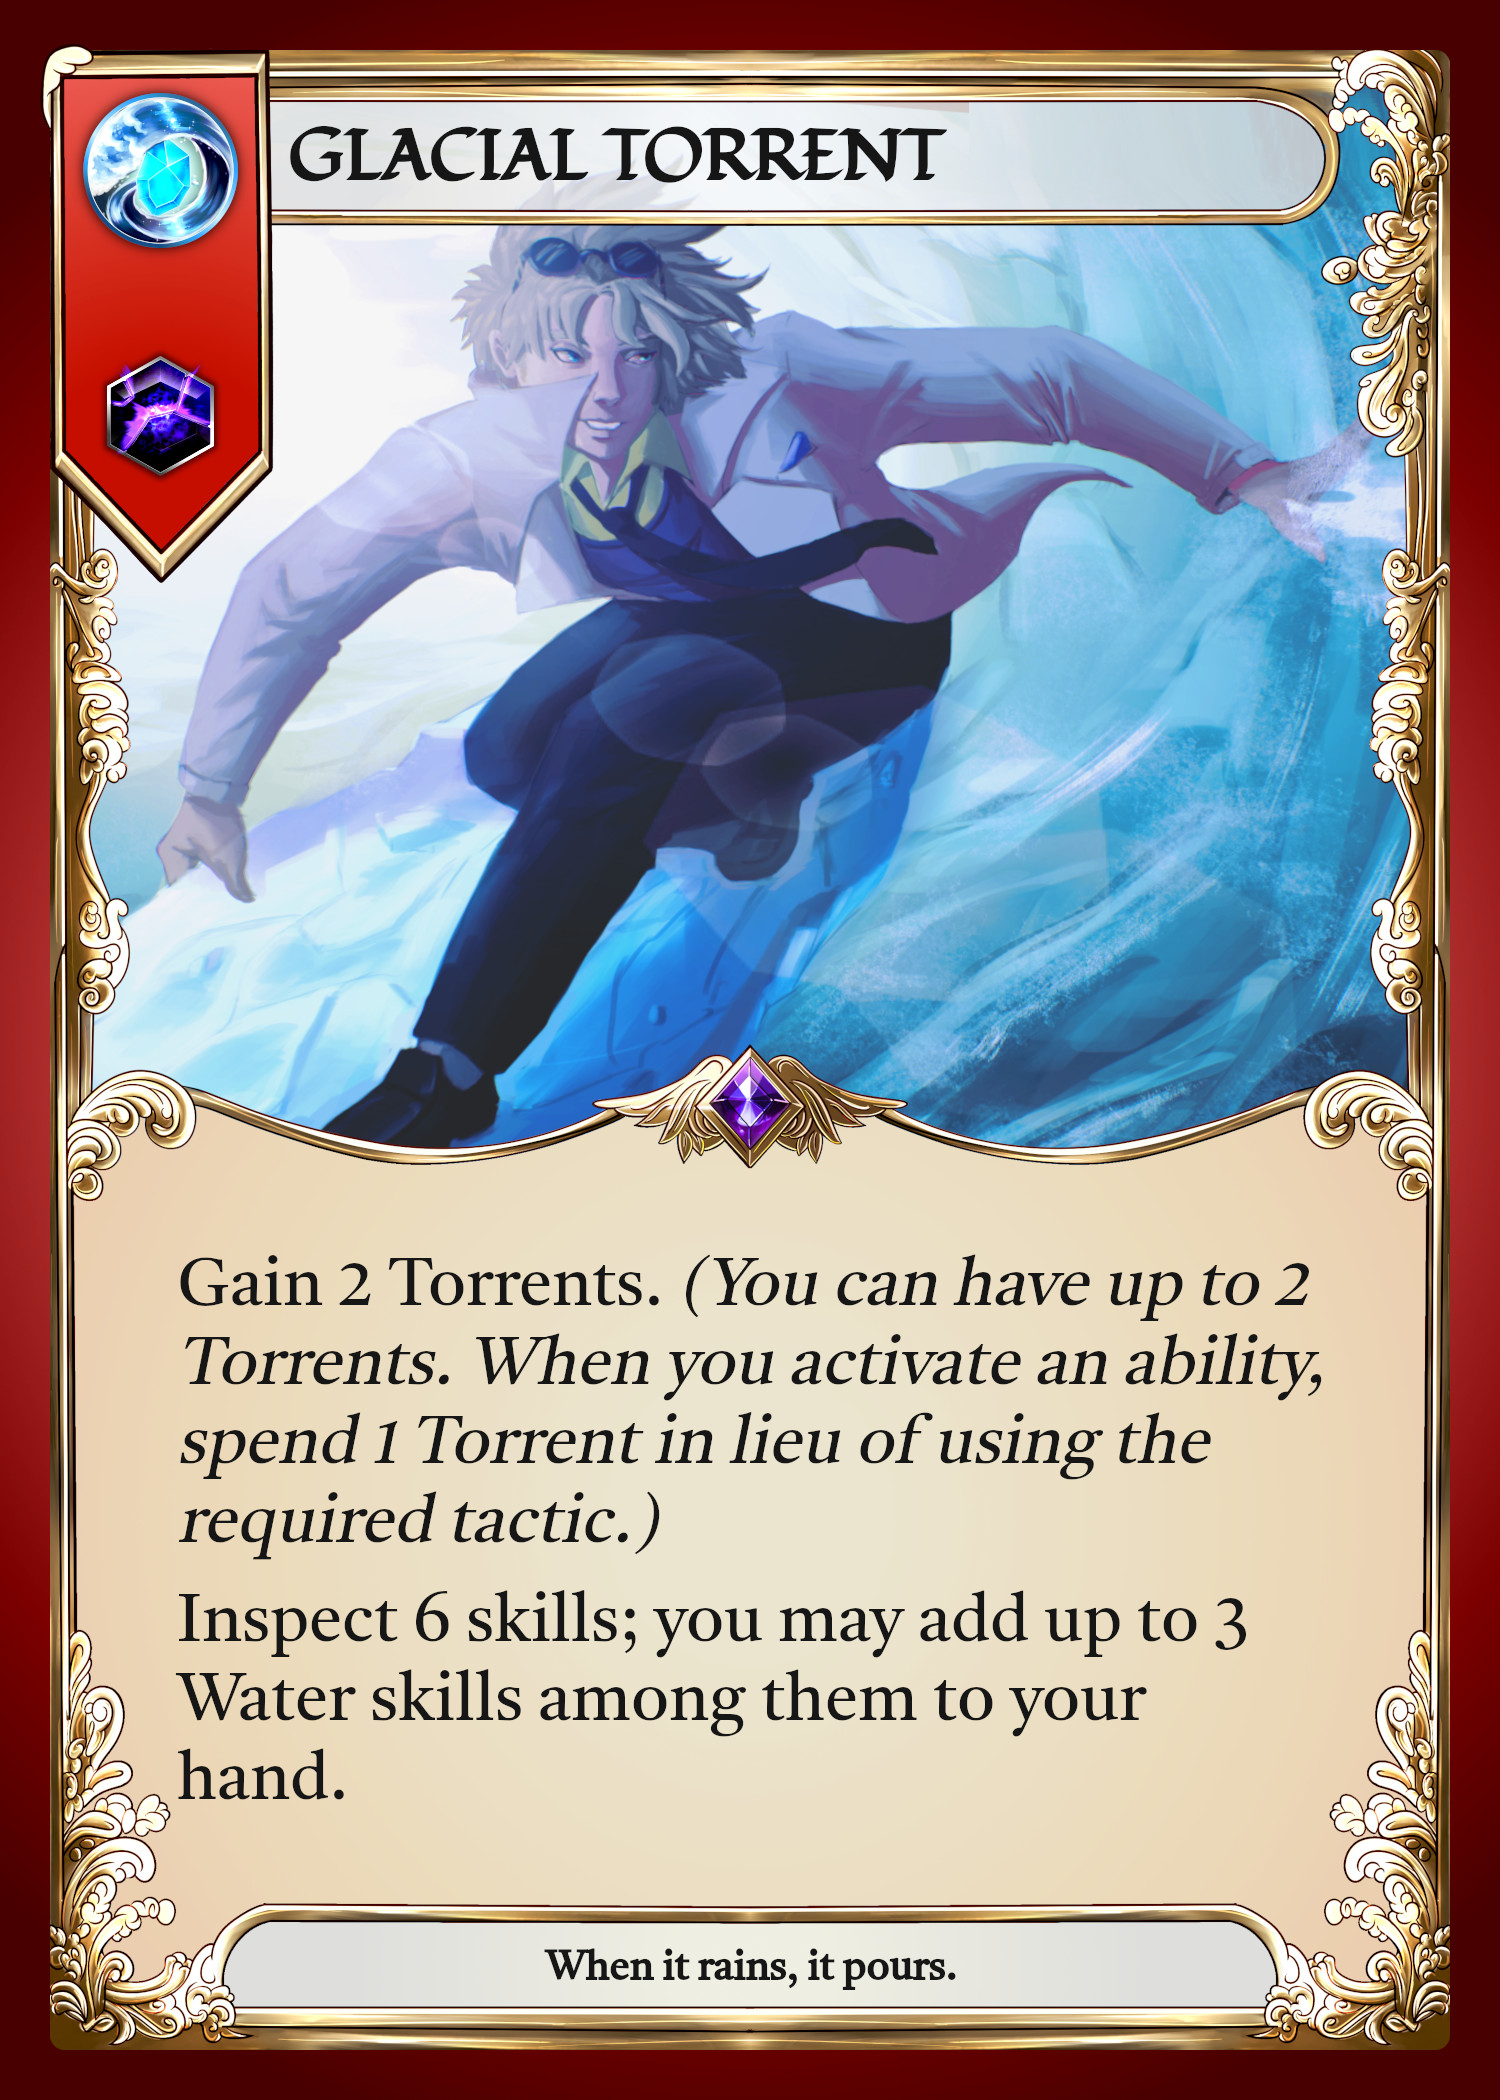 GLACIAL TORRENT
Gain 2 Torrents. (You can have up to 2
Torrents. When you activate an ability,
spend 1 Torrent in lieu of using the
required tactic.)
Inspect 6 skills; you may add up to 3
Water skills among them to your
hand.
When it rains, it pours.